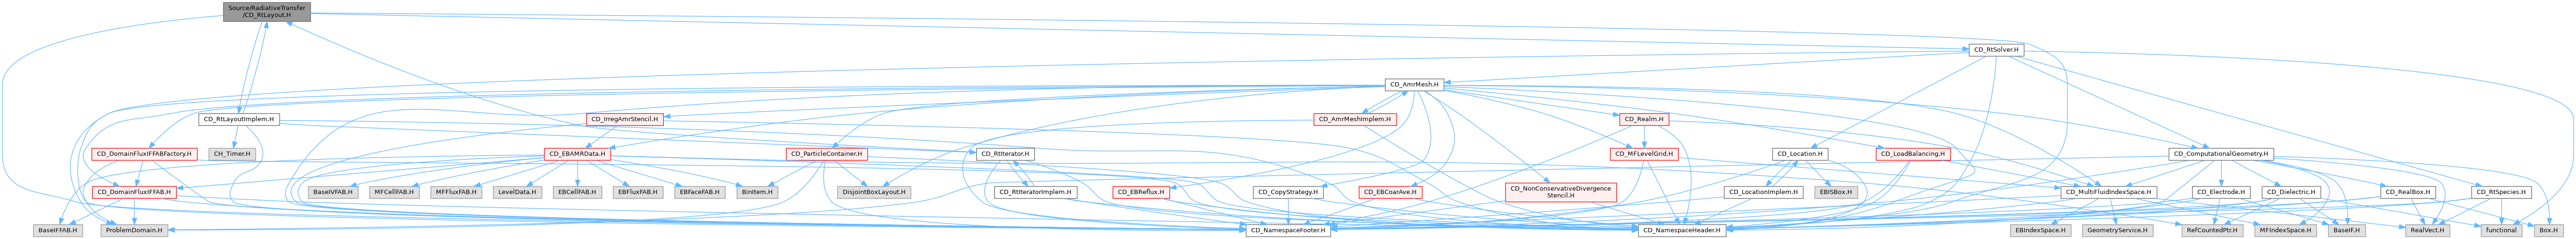 Source/RadiativeTransfer
/CD_RtLayout.H
CD_RtSolver.H
CD_AmrMesh.H
CD_RtLayoutImplem.H
CD_IrregAmrStencil.H
CD_AmrMeshImplem.H
CD_Realm.H
CD_DomainFluxIFFABFactory.H
CH_Timer.H
CD_EBAMRData.H
CD_ParticleContainer.H
CD_RtIterator.H
CD_MFLevelGrid.H
CD_Location.H
CD_LoadBalancing.H
CD_ComputationalGeometry.H
CD_DomainFluxIFFAB.H
BaseIVFAB.H
MFCellFAB.H
MFFluxFAB.H
LevelData.H
EBCellFAB.H
EBFluxFAB.H
EBFaceFAB.H
BinItem.H
DisjointBoxLayout.H
CD_RtIteratorImplem.H
CD_EBReflux.H
CD_CopyStrategy.H
CD_EBCoarAve.H
CD_NonConservativeDivergence
Stencil.H
CD_LocationImplem.H
EBISBox.H
CD_MultiFluidIndexSpace.H
CD_Electrode.H
CD_Dielectric.H
CD_RealBox.H
CD_RtSpecies.H
BaseIFFAB.H
ProblemDomain.H
CD_NamespaceFooter.H
CD_NamespaceHeader.H
EBIndexSpace.H
GeometryService.H
RefCountedPtr.H
MFIndexSpace.H
BaseIF.H
RealVect.H
functional
Box.H